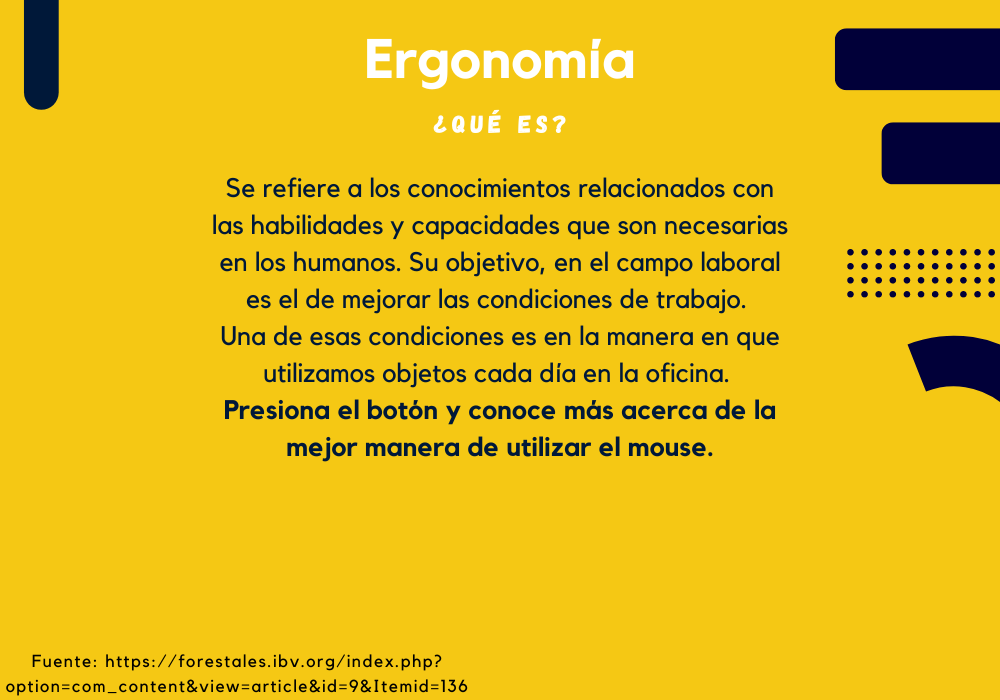 Ergonomía
¿QUÉ ES?
Se refiere a los conocimientos relacionados con
las habilidades y capacidades que son necesarias
en los humanos. Su objetivo, en el campo laboral
es el de mejorar las condiciones de trabajo.
Una de esas condiciones es en la manera en que
utilizamos objetos cada día en la oficina.
Presiona el botón y conoce más acerca de la
mejor manera de utilizar el mouse.
Fuente: https://forestales.ibv.org/index.php?
option=com_content&view=article&id=9&Itemid=136